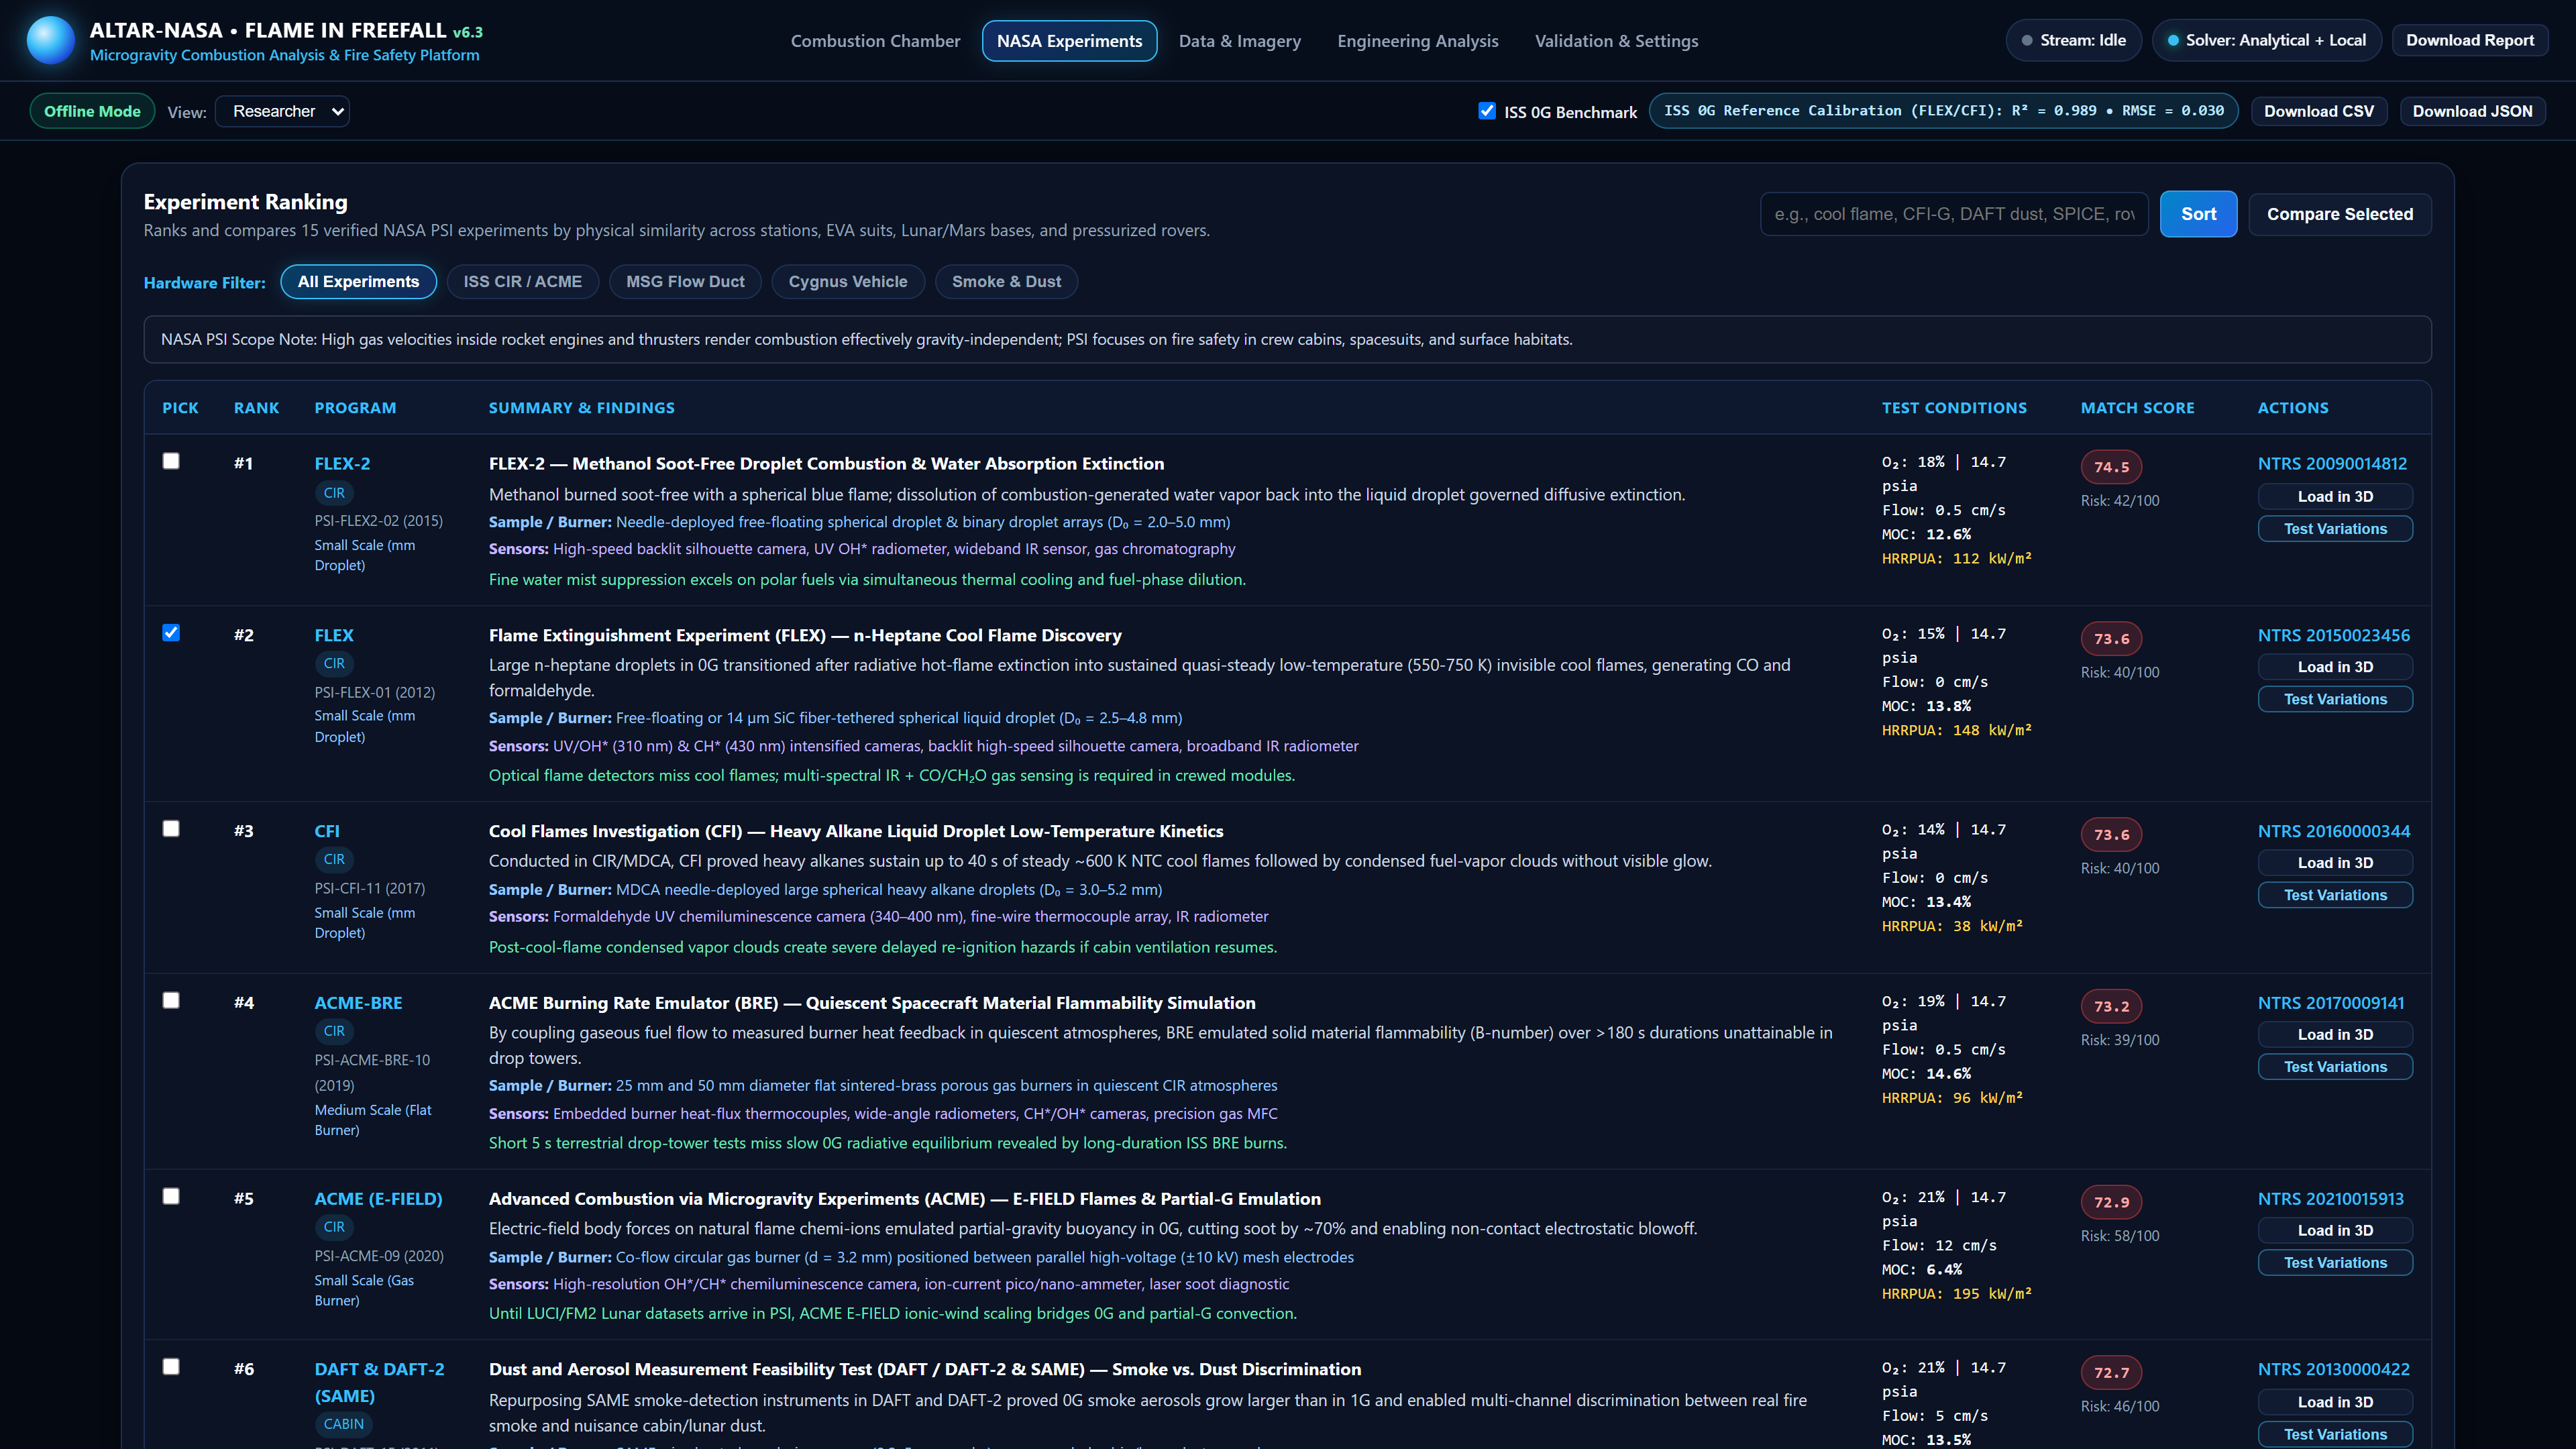 ALTAR-NASA • FLAME IN FREEFALL v6.3
Microgravity Combustion Analysis & Fire Safety Platform
Combustion Chamber
NASA Experiments
Data & Imagery
Engineering Analysis
Validation & Settings
Stream: Idle
Solver: Analytical + Local
Download Report
Offline Mode
View:
Researcher
ISS 0G Benchmark
ISS 0G Reference Calibration (FLEX/CFI): R² = 0.989 • RMSE = 0.030
Download CSV
Download JSON
Experiment Ranking
Ranks and compares 15 verified NASA PSI experiments by physical similarity across stations, EVA suits, Lunar/Mars bases, and pressurized rovers.
e.g., cool flame, CFI-G, DAFT dust, SPICE, rov
Sort
Compare Selected
Hardware Filter:
All Experiments
ISS CIR / ACME
MSG Flow Duct
Cygnus Vehicle
Smoke & Dust
NASA PSI Scope Note: High gas velocities inside rocket engines and thrusters render combustion effectively gravity-independent; PSI focuses on fire safety in crew cabins, spacesuits, and surface habitats.
PICK
RANK
PROGRAM
SUMMARY & FINDINGS
TEST CONDITIONS
MATCH SCORE
ACTIONS
#1
FLEX-2
CIR
PSI-FLEX2-02 (2015)
Small Scale (mm
Droplet)
FLEX-2 — Methanol Soot-Free Droplet Combustion & Water Absorption Extinction
Methanol burned soot-free with a spherical blue flame; dissolution of combustion-generated water vapor back into the liquid droplet governed diffusive extinction.
Sample / Burner: Needle-deployed free-floating spherical droplet & binary droplet arrays (D₀ = 2.0–5.0 mm)
Sensors: High-speed backlit silhouette camera, UV OH* radiometer, wideband IR sensor, gas chromatography
Fine water mist suppression excels on polar fuels via simultaneous thermal cooling and fuel-phase dilution.
O₂: 18% | 14.7
psia
Flow: 0.5 cm/s
MOC: 12.6%
HRRPUA: 112 kW/m²
74.5
Risk: 42/100
NTRS 20090014812
Load in 3D
Test Variations
#2
FLEX
CIR
PSI-FLEX-01 (2012)
Small Scale (mm
Droplet)
Flame Extinguishment Experiment (FLEX) — n-Heptane Cool Flame Discovery
Large n-heptane droplets in 0G transitioned after radiative hot-flame extinction into sustained quasi-steady low-temperature (550-750 K) invisible cool flames, generating CO and
formaldehyde.
Sample / Burner: Free-floating or 14 μm SiC fiber-tethered spherical liquid droplet (D₀ = 2.5–4.8 mm)
Sensors: UV/OH* (310 nm) & CH* (430 nm) intensified cameras, backlit high-speed silhouette camera, broadband IR radiometer
Optical flame detectors miss cool flames; multi-spectral IR + CO/CH₂O gas sensing is required in crewed modules.
O₂: 15% | 14.7
psia
Flow: 0 cm/s
MOC: 13.8%
HRRPUA: 148 kW/m²
73.6
Risk: 40/100
NTRS 20150023456
Load in 3D
Test Variations
#3
CFI
CIR
PSI-CFI-11 (2017)
Small Scale (mm
Droplet)
Cool Flames Investigation (CFI) — Heavy Alkane Liquid Droplet Low-Temperature Kinetics
Conducted in CIR/MDCA, CFI proved heavy alkanes sustain up to 40 s of steady ~600 K NTC cool flames followed by condensed fuel-vapor clouds without visible glow.
Sample / Burner: MDCA needle-deployed large spherical heavy alkane droplets (D₀ = 3.0–5.2 mm)
Sensors: Formaldehyde UV chemiluminescence camera (340–400 nm), fine-wire thermocouple array, IR radiometer
Post-cool-flame condensed vapor clouds create severe delayed re-ignition hazards if cabin ventilation resumes.
O₂: 14% | 14.7
psia
Flow: 0 cm/s
MOC: 13.4%
HRRPUA: 38 kW/m²
73.6
Risk: 40/100
NTRS 20160000344
Load in 3D
Test Variations
#4
ACME-BRE
CIR
PSI-ACME-BRE-10
(2019)
Medium Scale (Flat
Burner)
ACME Burning Rate Emulator (BRE) — Quiescent Spacecraft Material Flammability Simulation
By coupling gaseous fuel flow to measured burner heat feedback in quiescent atmospheres, BRE emulated solid material flammability (B-number) over >180 s durations unattainable in
drop towers.
Sample / Burner: 25 mm and 50 mm diameter flat sintered-brass porous gas burners in quiescent CIR atmospheres
Sensors: Embedded burner heat-flux thermocouples, wide-angle radiometers, CH*/OH* cameras, precision gas MFC
Short 5 s terrestrial drop-tower tests miss slow 0G radiative equilibrium revealed by long-duration ISS BRE burns.
O₂: 19% | 14.7
psia
Flow: 0.5 cm/s
MOC: 14.6%
HRRPUA: 96 kW/m²
73.2
Risk: 39/100
NTRS 20170009141
Load in 3D
Test Variations
#5
ACME (E-FIELD)
CIR
PSI-ACME-09 (2020)
Small Scale (Gas
Burner)
Advanced Combustion via Microgravity Experiments (ACME) — E-FIELD Flames & Partial-G Emulation
Electric-field body forces on natural flame chemi-ions emulated partial-gravity buoyancy in 0G, cutting soot by ~70% and enabling non-contact electrostatic blowoff.
Sample / Burner: Co-flow circular gas burner (d = 3.2 mm) positioned between parallel high-voltage (±10 kV) mesh electrodes
Sensors: High-resolution OH*/CH* chemiluminescence camera, ion-current pico/nano-ammeter, laser soot diagnostic
Until LUCI/FM2 Lunar datasets arrive in PSI, ACME E-FIELD ionic-wind scaling bridges 0G and partial-G convection.
O₂: 21% | 14.7
psia
Flow: 12 cm/s
MOC: 6.4%
HRRPUA: 195 kW/m²
72.9
Risk: 58/100
NTRS 20210015913
Load in 3D
Test Variations
#6
DAFT & DAFT-2
(SAME)
CABIN
Dust and Aerosol Measurement Feasibility Test (DAFT / DAFT-2 & SAME) — Smoke vs. Dust Discrimination
Repurposing SAME smoke-detection instruments in DAFT and DAFT-2 proved 0G smoke aerosols grow larger than in 1G and enabled multi-channel discrimination between real fire
smoke and nuisance cabin/lunar dust.
O₂: 21% | 14.7
psia
Flow: 5 cm/s
MOC: 13.5%
72.7
Risk: 46/100
NTRS 20130000422
Load in 3D
Test Variations